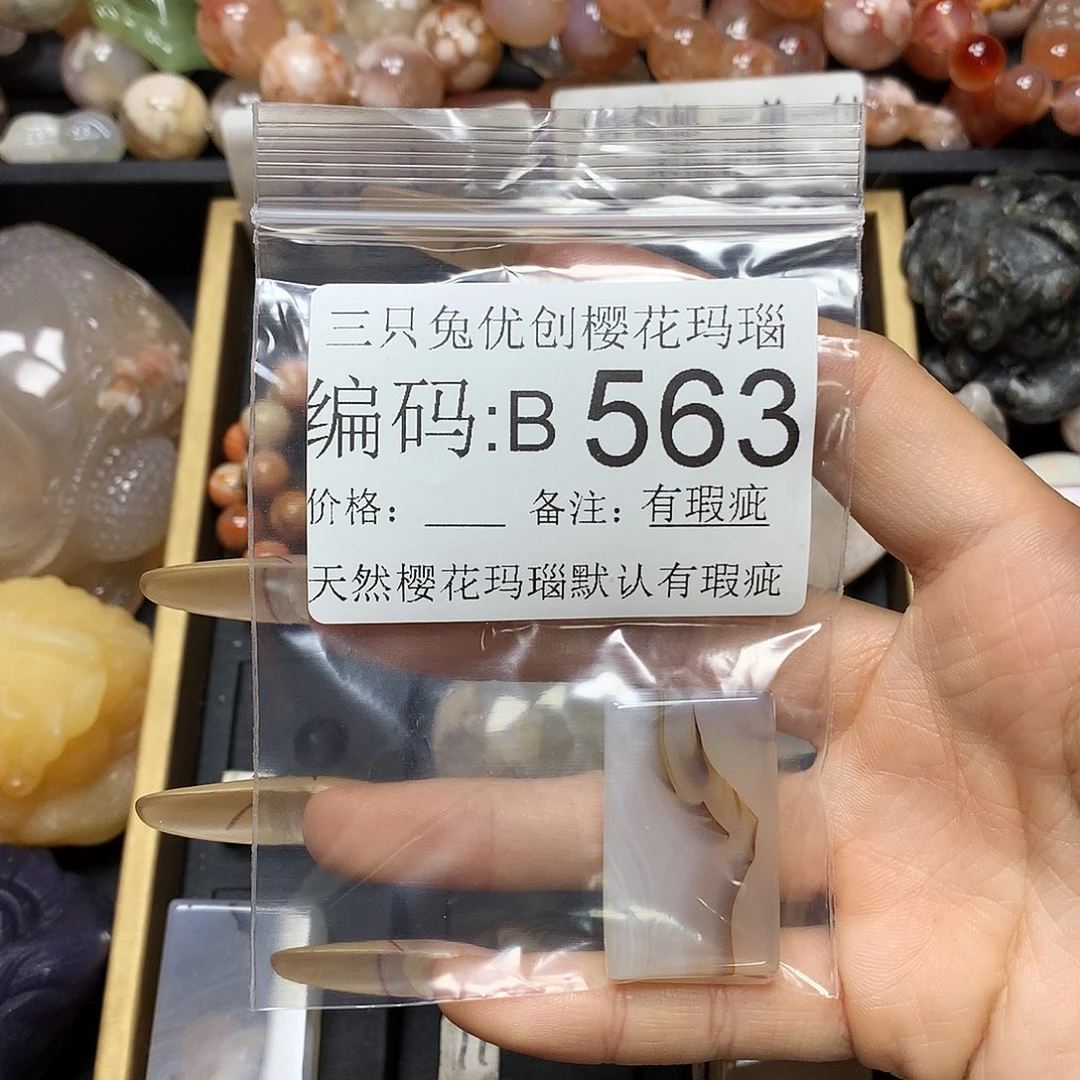 三只兔优创樱花玛瑙
编码:B 563
价格：____ 备注：有瑕疵
天然樱花玛瑙默认有瑕疵